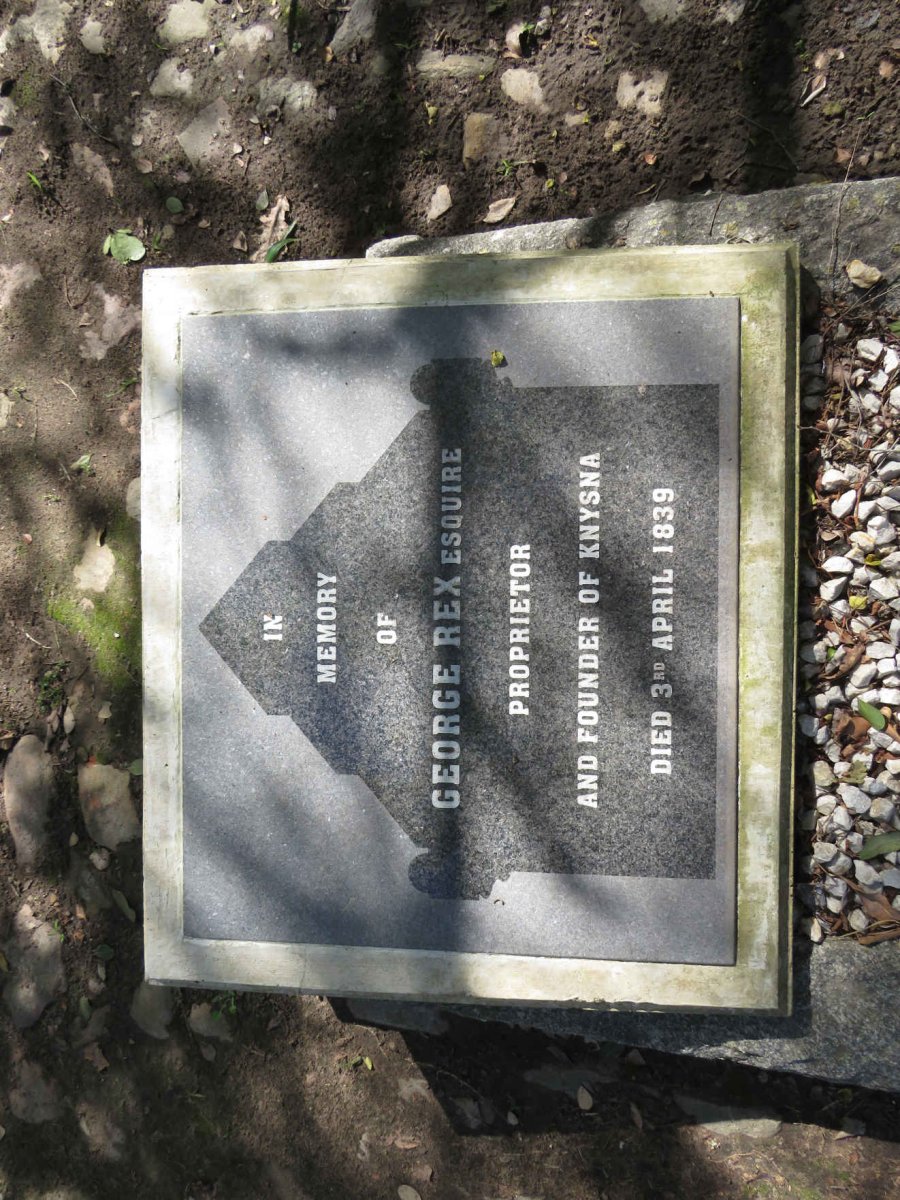 IN
MEMORY
OF
GEORGE REX ESQUIRE
PROPRIETOR
AND FOUNDER OF KNYSNA
DIED 3RD APRIL 1839